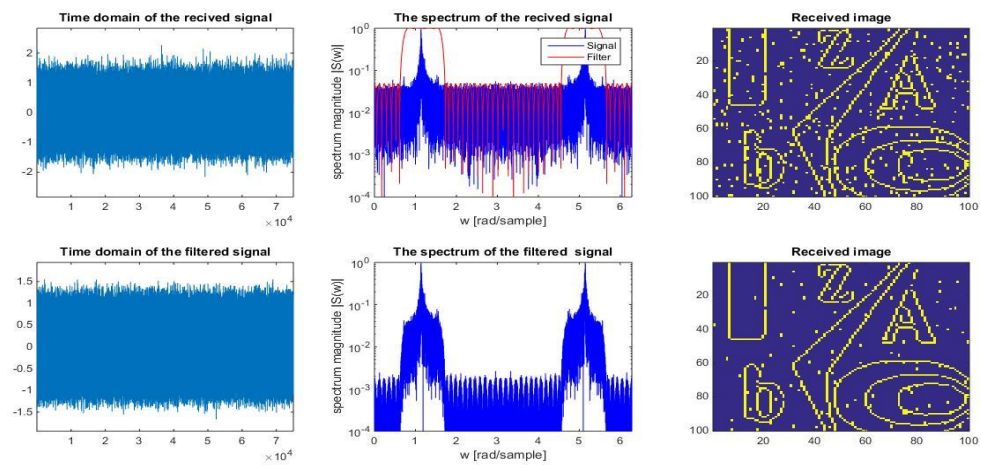 Time domain of the recived signal
2
1
0
-1
-2
1 2 3 4 5 6 7
× 10^4
The spectrum of the recived signal
spectrum magnitude |S(w)|
10^0
10^-1
10^-2
10^-3
10^-4
Signal
Filter
0 1 2 3 4 5 6
w [rad/sample]
Received image
20
40
60
80
100
20 40 60 80 100
z
A
b
Time domain of the filtered signal
1.5
1
0.5
0
-0.5
-1
-1.5
1 2 3 4 5 6 7
× 10^4
The spectrum of the filtered signal
spectrum magnitude |S(w)|
10^0
10^-1
10^-2
10^-3
10^-4
0 1 2 3 4 5 6
w [rad/sample]
Received image
20
40
60
80
100
20 40 60 80 100
z
A
b